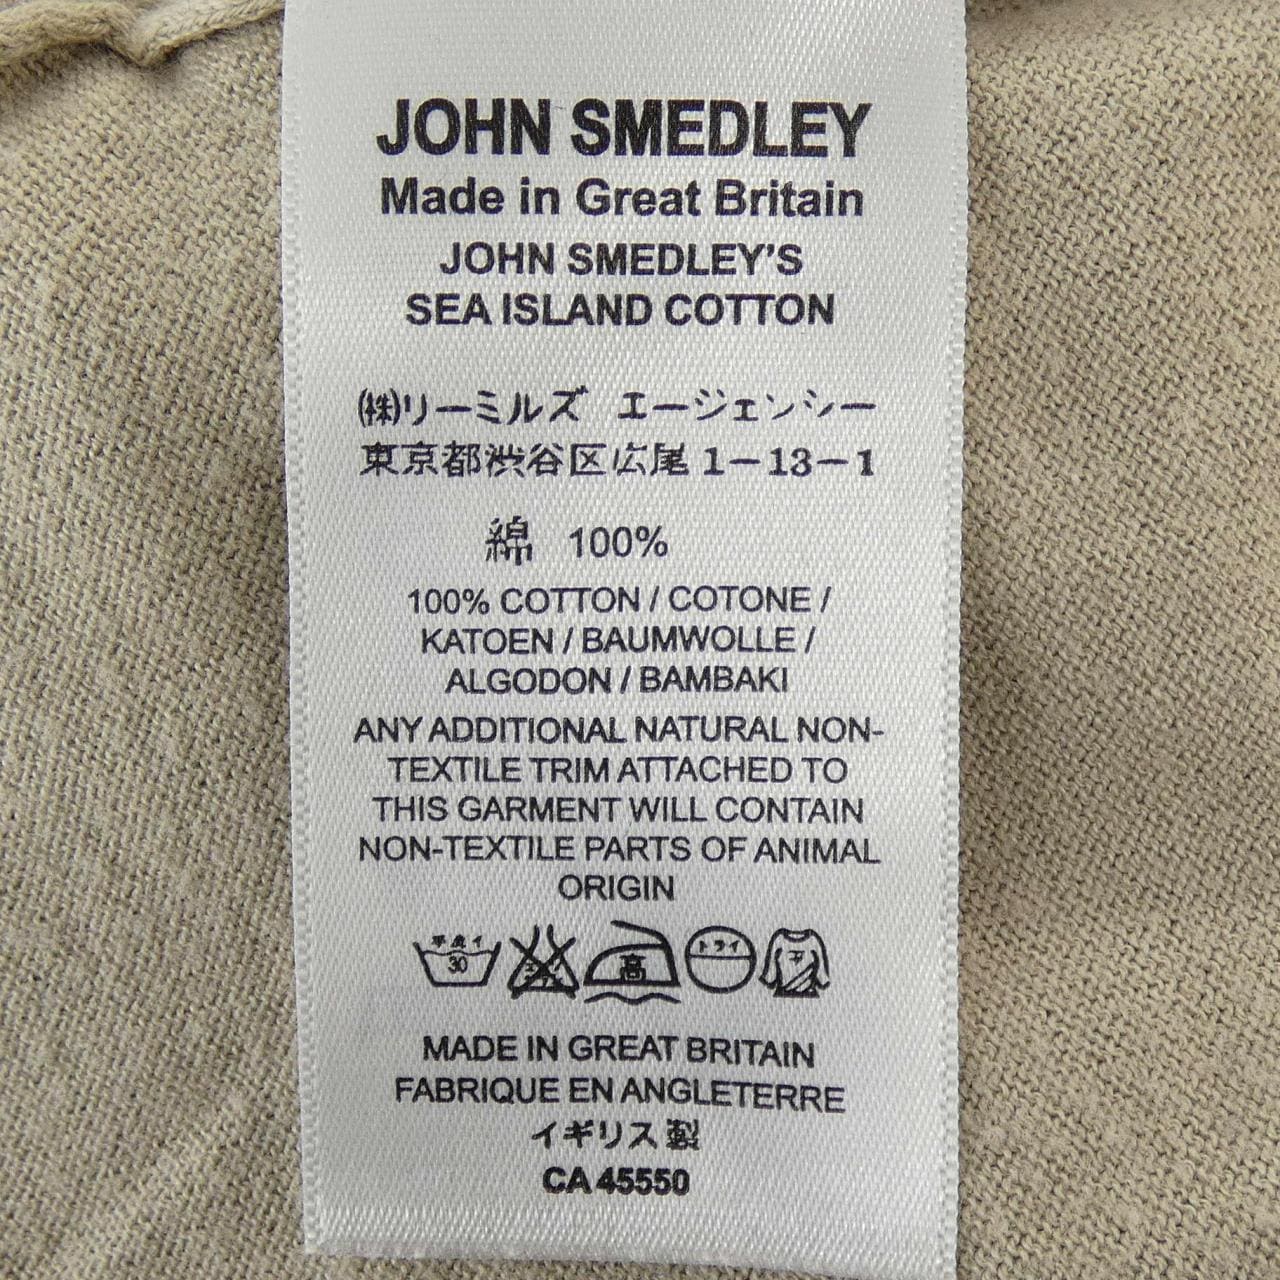 JOHN SMEDLEY
Made in Great Britain
JOHN SMEDLEY'S
SEA ISLAND COTTON
㈱リーミルズ エージェンシー
東京都渋谷区広尾1-13-1
綿 100%
100% COTTON / COTONE /
KATOEN / BAUMWOLLE /
ALGODON / BAMBAKI
ANY ADDITIONAL NATURAL NON-
TEXTILE TRIM ATTACHED TO
THIS GARMENT WILL CONTAIN
NON-TEXTILE PARTS OF ANIMAL
ORIGIN
30 高 ドライ 平
MADE IN GREAT BRITAIN
FABRIQUE EN ANGLETERRE
イギリス製
CA 45550